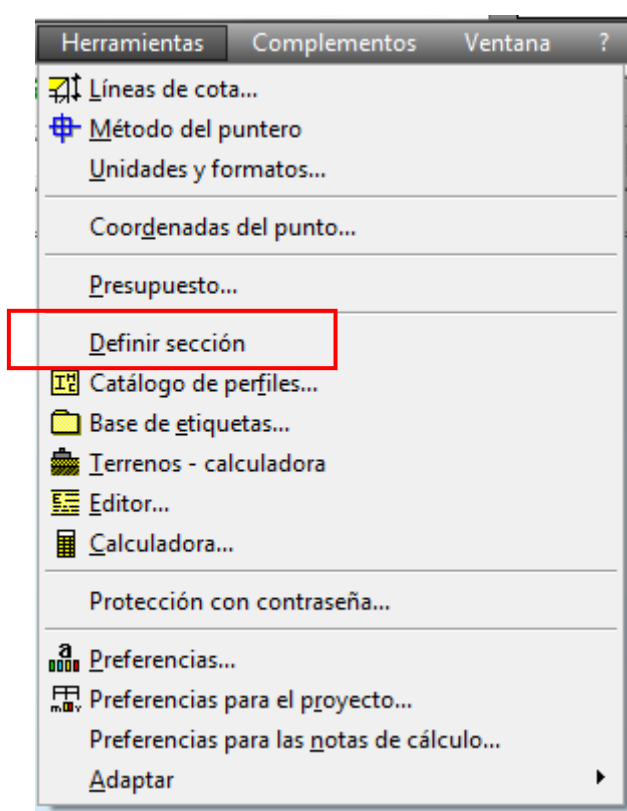 Herramientas Complementos Ventana ?
Líneas de cota...
Método del puntero
Unidades y formatos...
Coordenadas del punto...
Presupuesto...
Definir sección
Catálogo de perfiles...
Base de etiquetas...
Terrenos - calculadora
Editor...
Calculadora...
Protección con contraseña...
Preferencias...
Preferencias para el proyecto...
Preferencias para las notas de cálculo...
Adaptar